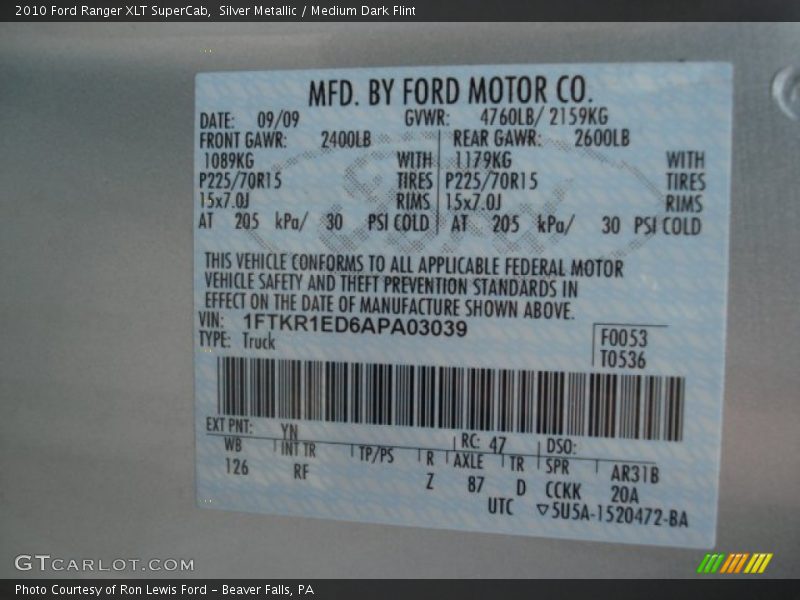 2010 Ford Ranger XLT SuperCab, Silver Metallic / Medium Dark Flint
MFD. BY FORD MOTOR CO.
DATE: 09/09 GVWR: 4760LB/ 2159KG
FRONT GAWR: 2400LB REAR GAWR: 2600LB
1089KG WITH 1179KG WITH
P225/70R15 TIRES P225/70R15 TIRES
15x7.0J RIMS 15x7.0J RIMS
AT 205 kPa/ 30 PSI COLD AT 205 kPa/ 30 PSI COLD
THIS VEHICLE CONFORMS TO ALL APPLICABLE FEDERAL MOTOR
VEHICLE SAFETY AND THEFT PREVENTION STANDARDS IN
EFFECT ON THE DATE OF MANUFACTURE SHOWN ABOVE.
VIN: 1FTKR1ED6APA03039
TYPE: Truck
F0053
T0536
EXT PNT: YN RC: 47 DSO:
WB INT TR TP/PS R AXLE TR SPR AR31B
126 RF Z 87 D CCKK 20A
UTC ▽5U5A-1520472-BA
GTCARLOT.COM
Photo Courtesy of Ron Lewis Ford – Beaver Falls, PA